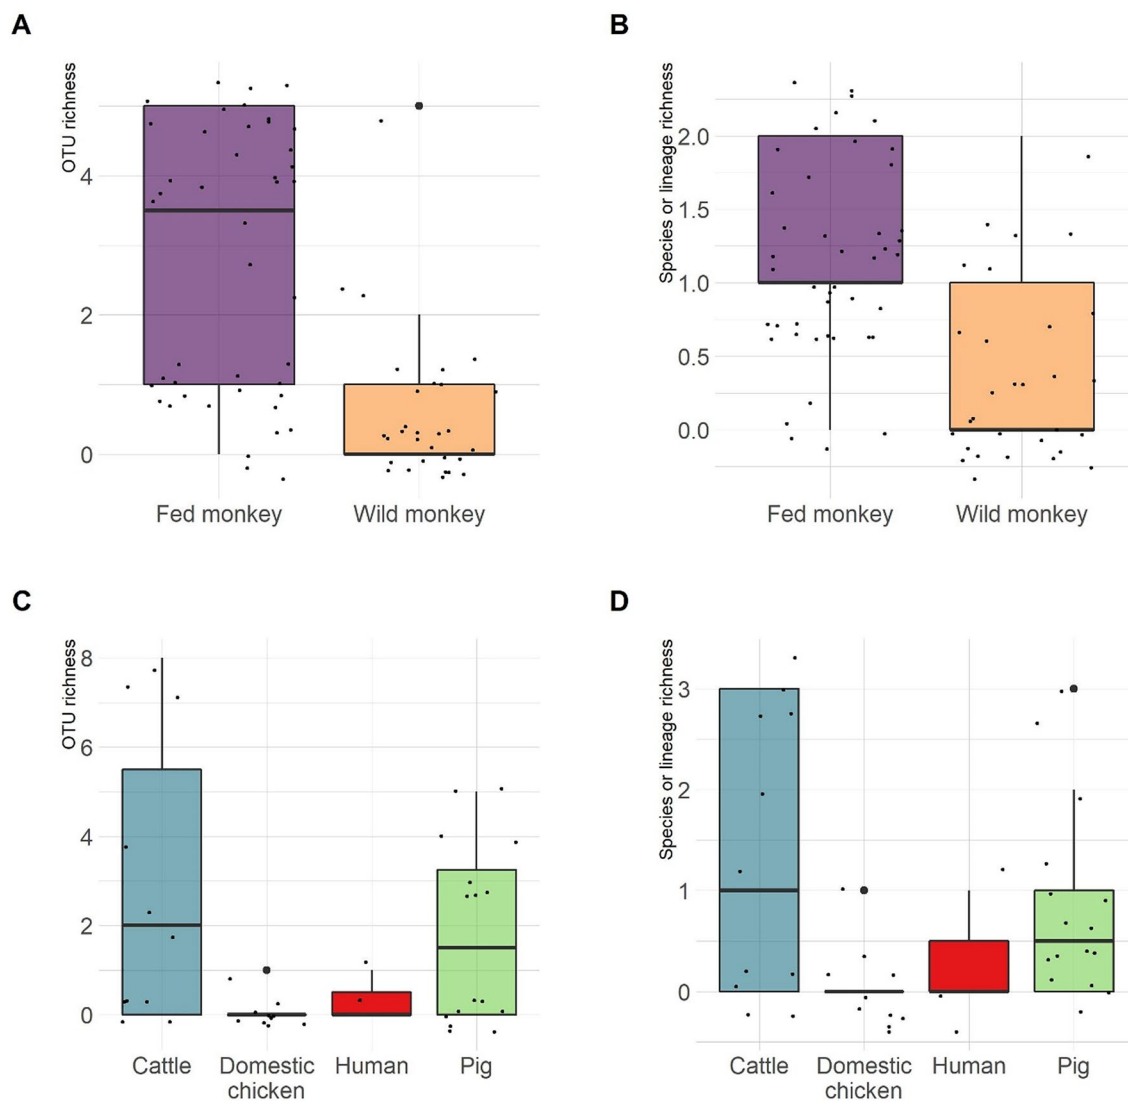 A
OTU richness
4
2
0
Fed monkey
Wild monkey
B
Species or lineage richness
2.0
1.5
1.0
0.5
0.0
Fed monkey
Wild monkey
C
OTU richness
8
6
4
2
0
Cattle
Domestic
chicken
Human
Pig
D
Species or lineage richness
3
2
1
0
Cattle
Domestic
chicken
Human
Pig